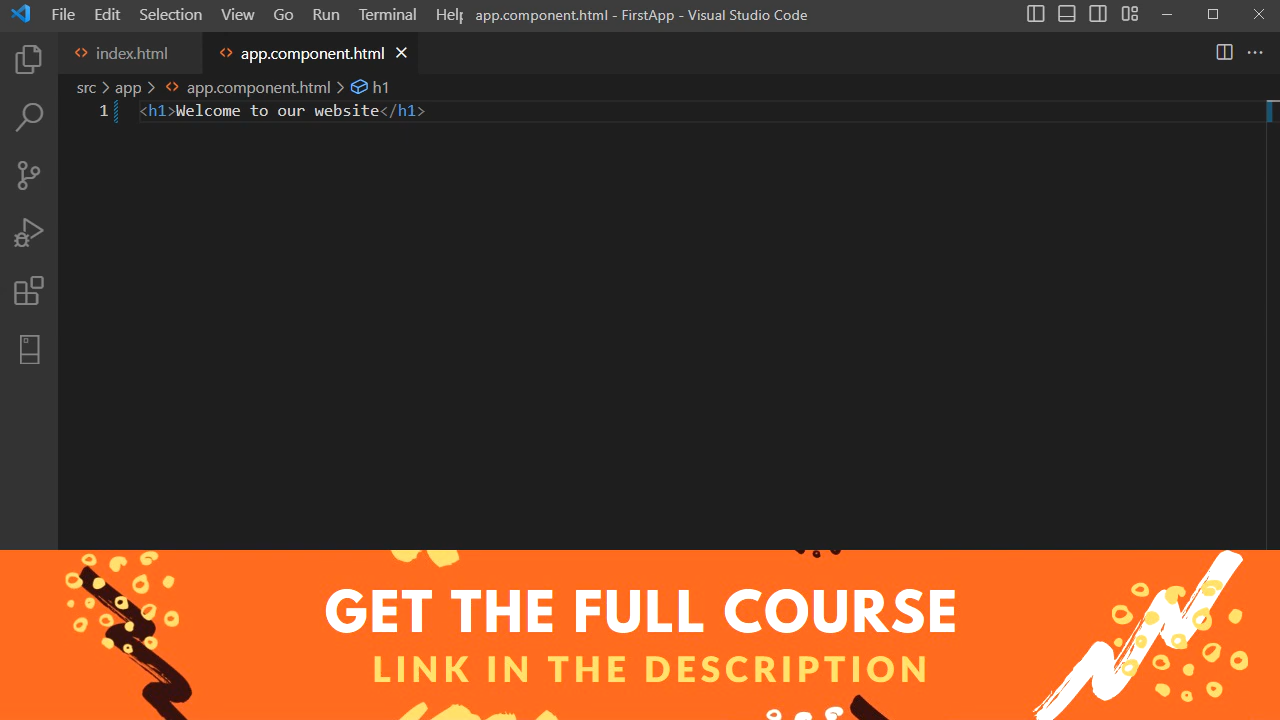 File Edit Selection View Go Run Terminal Help app.component.html - FirstApp - Visual Studio Code
index.html app.component.html
src app app.component.html h1
1 <h1>Welcome to our website</h1>
GET THE FULL COURSE
LINK IN THE DESCRIPTION